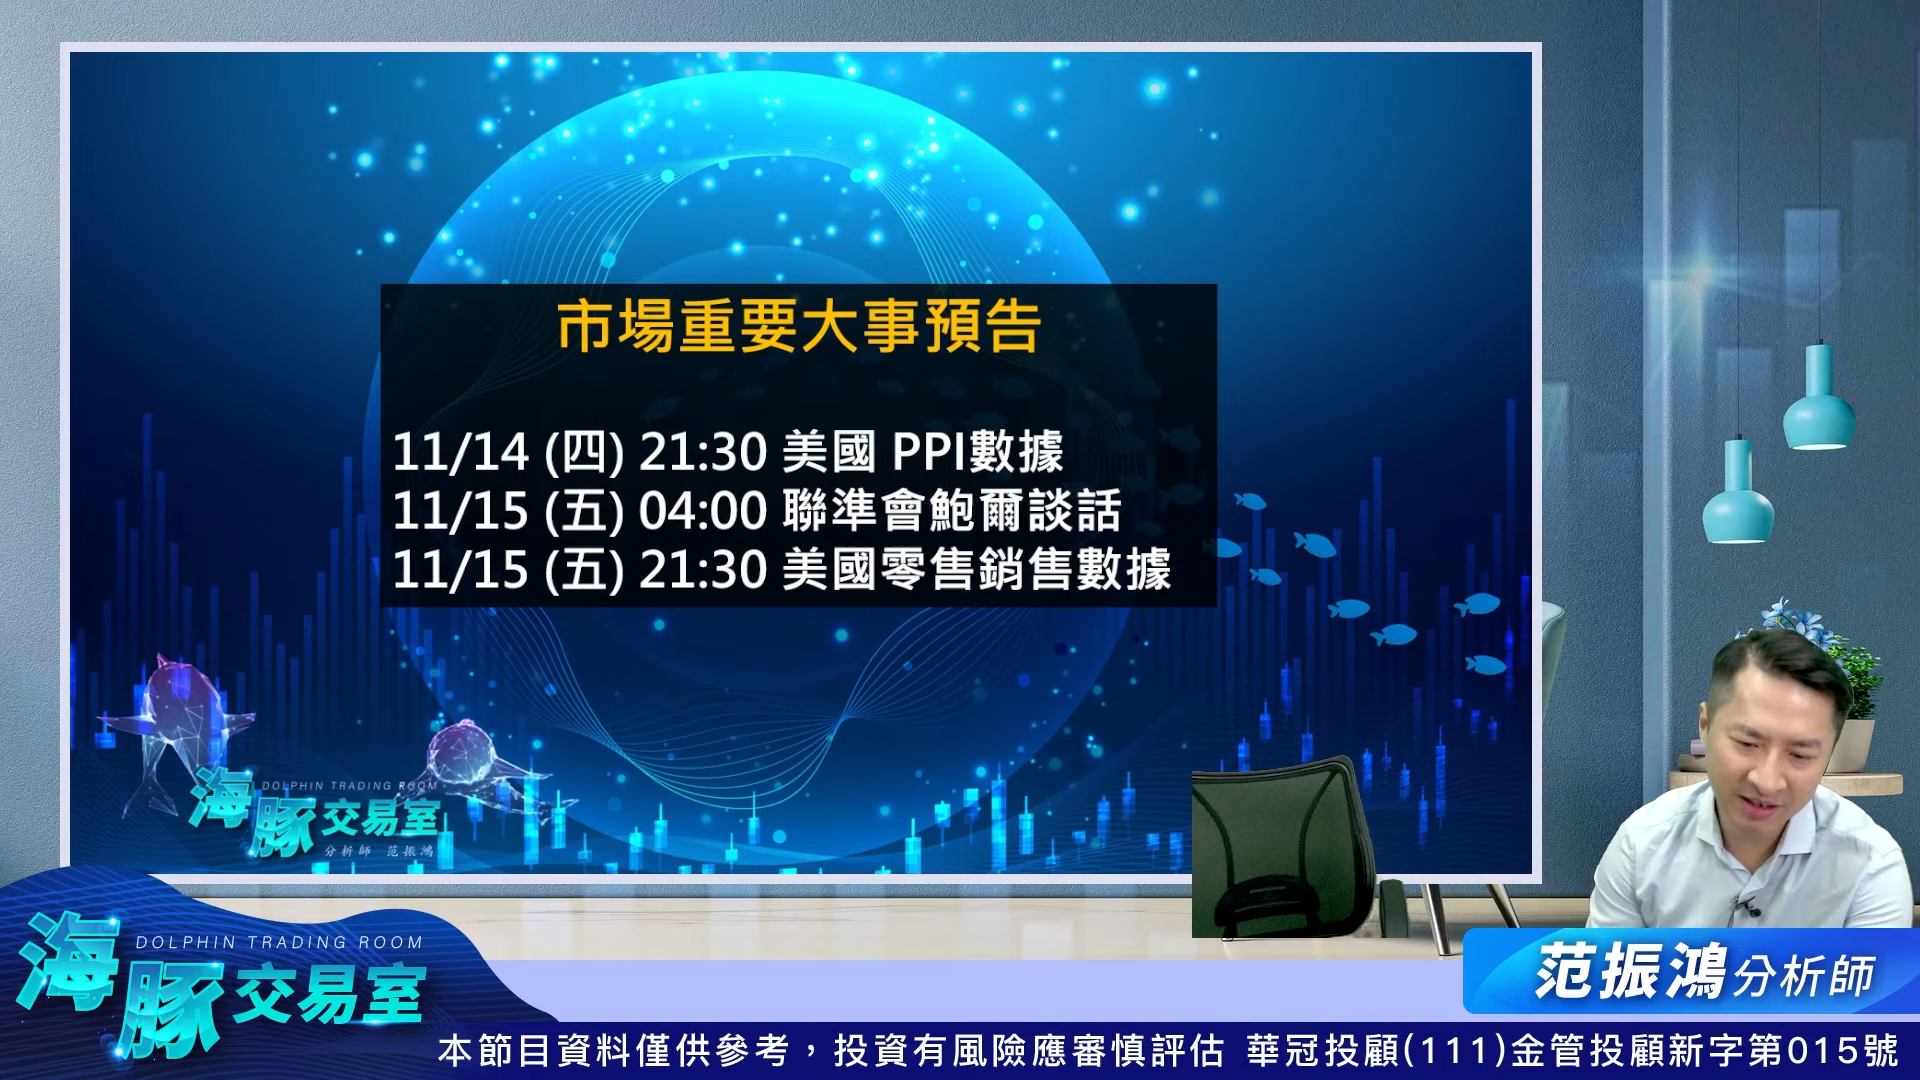 市場重要大事預告
11/14 (四) 21:30 美國 PPI數據
11/15 (五) 04:00 聯準會鮑爾談話
11/15 (五) 21:30 美國零售銷售數據
DOLPHIN TRADING ROOM
海豚交易室
分析師 范振鴻
DOLPHIN TRADING ROOM
海豚交易室
范振鴻分析師
本節目資料僅供參考，投資有風險應審慎評估 華冠投顧(111)金管投顧新字第015號